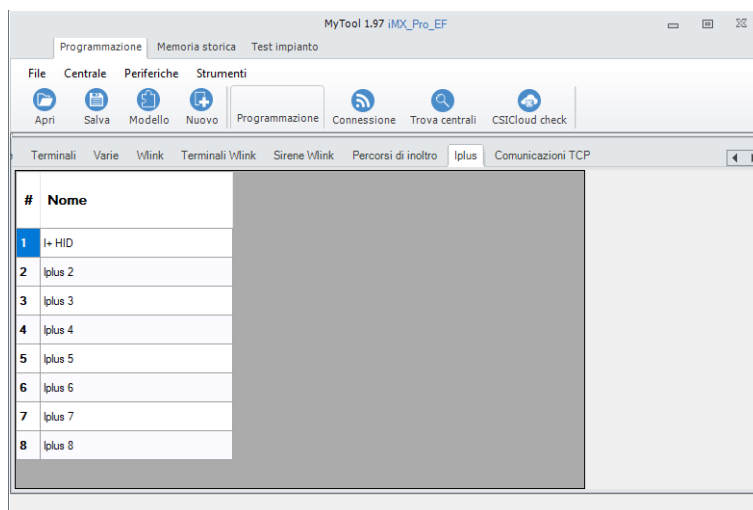 MyTool 1.97 iMX_Pro_EF
Programmazione Memoria storica Test impianto
File Centrale Periferiche Strumenti
Apri Salva Modello Nuovo Programmazione Connessione Trova centrali CSICloud check
Terminali Varie Wlink Terminali Wlink Sirene Wlink Percorsi di inoltro Iplus Comunicazioni TCP
# Nome
1 I+ HID
2 Iplus 2
3 Iplus 3
4 Iplus 4
5 Iplus 5
6 Iplus 6
7 Iplus 7
8 Iplus 8